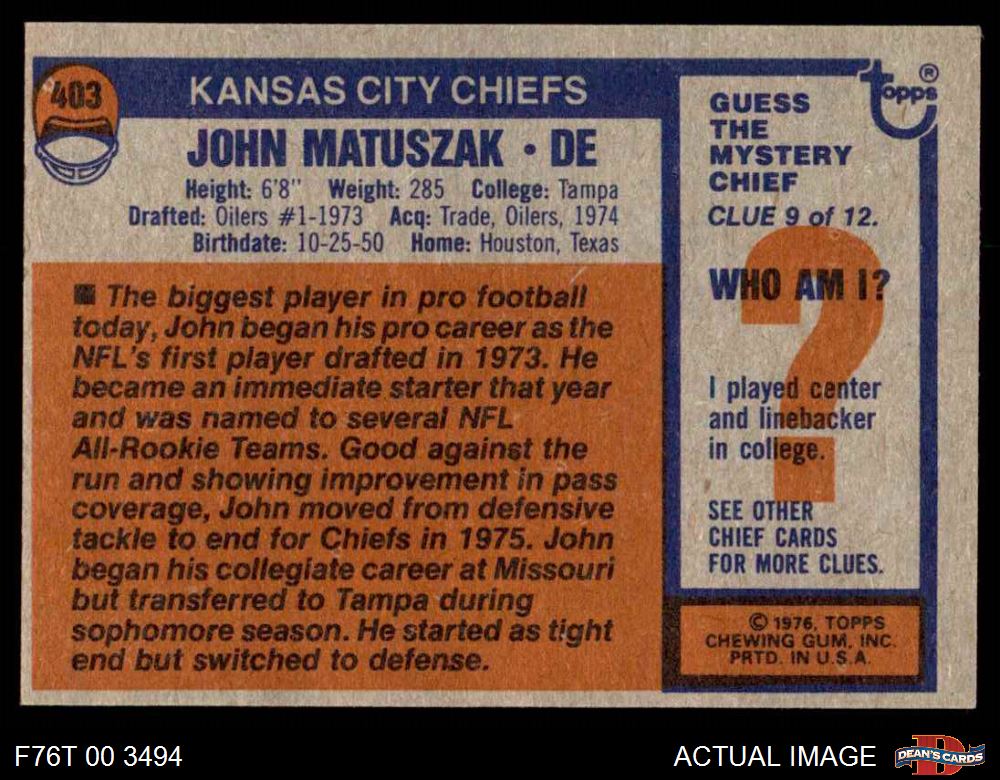 403
KANSAS CITY CHIEFS
JOHN MATUSZAK • DE
Height: 6'8" Weight: 285 College: Tampa
Drafted: Oilers #1-1973 Acq: Trade, Oilers, 1974
Birthdate: 10-25-50 Home: Houston, Texas
■ The biggest player in pro football
today, John began his pro career as the
NFL's first player drafted in 1973. He
became an immediate starter that year
and was named to several NFL
All-Rookie Teams. Good against the
run and showing improvement in pass
coverage, John moved from defensive
tackle to end for Chiefs in 1975. John
began his collegiate career at Missouri
but transferred to Tampa during
sophomore season. He started as tight
end but switched to defense.
topps ®
GUESS
THE
MYSTERY
CHIEF
CLUE 9 of 12.
WHO AM I?
?
I played center
and linebacker
in college.
SEE OTHER
CHIEF CARDS
FOR MORE CLUES.
© 1976, TOPPS
CHEWING GUM, INC.
PRTD. IN U.S.A.
F76T 00 3494
ACTUAL IMAGE
D
DEAN'S CARDS